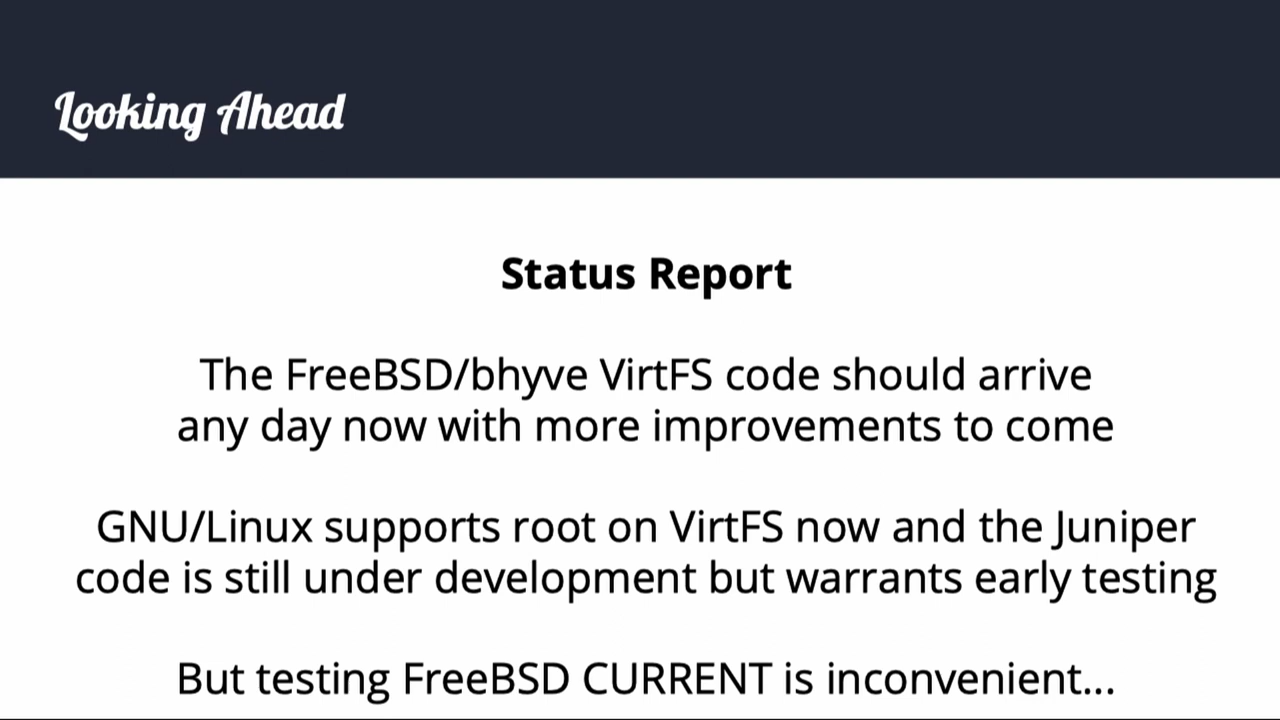 Looking Ahead
Status Report
The FreeBSD/bhyve VirtFS code should arrive
any day now with more improvements to come
GNU/Linux supports root on VirtFS now and the Juniper
code is still under development but warrants early testing
But testing FreeBSD CURRENT is inconvenient...